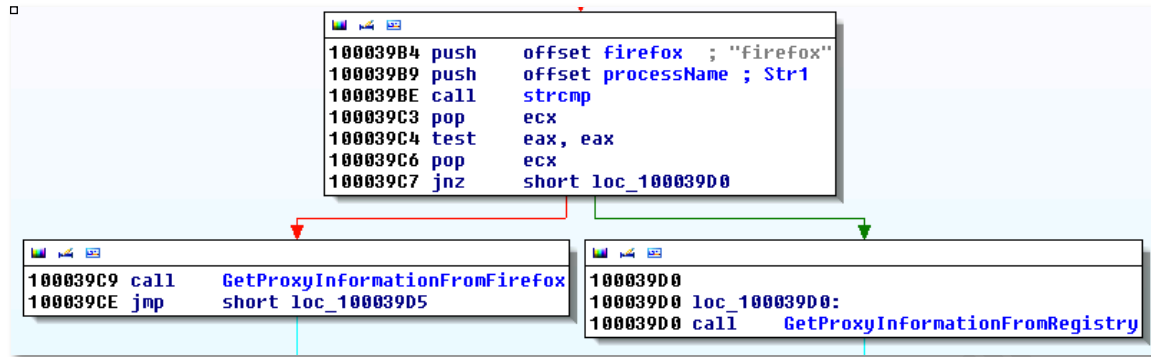 100039B4 push    offset firefox  ; "firefox"
100039B9 push    offset processName ; Str1
100039BE call    strcmp
100039C3 pop     ecx
100039C4 test    eax, eax
100039C6 pop     ecx
100039C7 jnz     short loc_100039D0
100039C9 call    GetProxyInformationFromFirefox
100039CE jmp     short loc_100039D5
100039D0
100039D0 loc_100039D0:
100039D0 call    GetProxyInformationFromRegistry